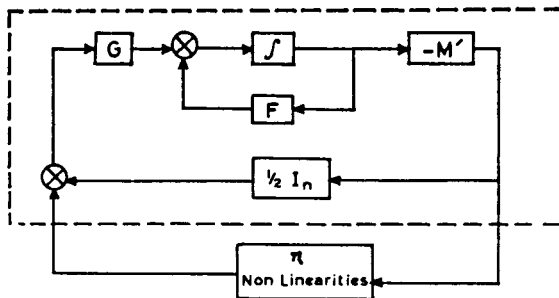 G
∫
-M′
F
½ Iₙ
η
Non Linearities